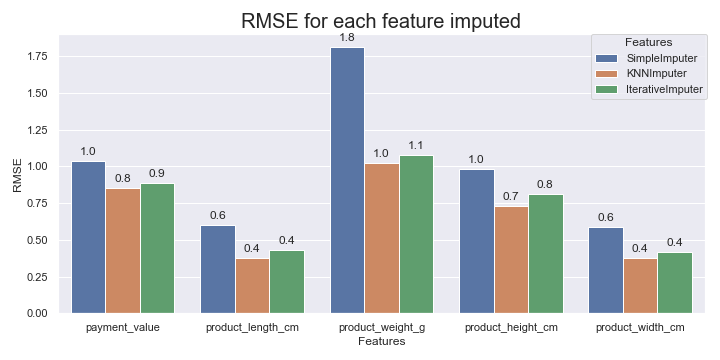 RMSE for each feature imputed
Features
SimpleImputer
KNNImputer
IterativeImputer
RMSE
1.75
1.50
1.25
1.00
0.75
0.50
0.25
0.00
1.0
0.8
0.9
0.6
0.4
0.4
1.8
1.0
1.1
1.0
0.7
0.8
0.6
0.4
0.4
payment_value
product_length_cm
product_weight_g
product_height_cm
product_width_cm
Features